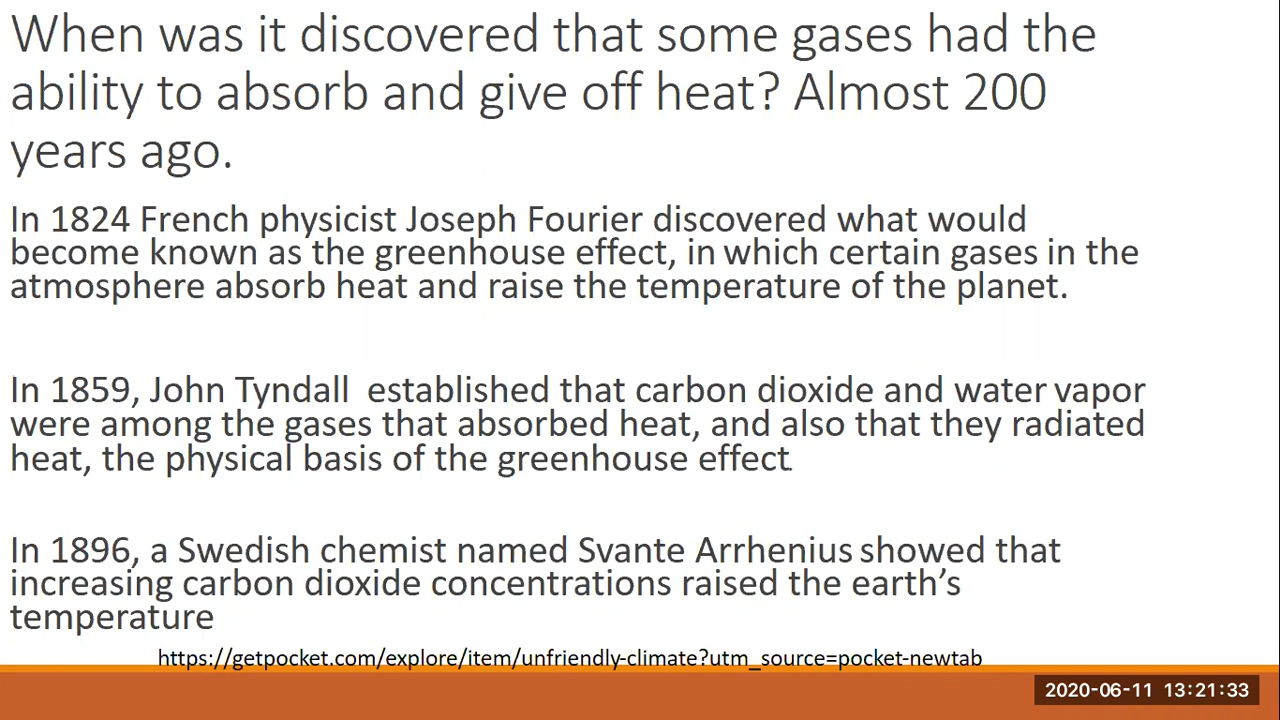 When was it discovered that some gases had the
ability to absorb and give off heat? Almost 200
years ago.
In 1824 French physicist Joseph Fourier discovered what would
become known as the greenhouse effect, in which certain gases in the
atmosphere absorb heat and raise the temperature of the planet.
In 1859, John Tyndall established that carbon dioxide and water vapor
were among the gases that absorbed heat, and also that they radiated
heat, the physical basis of the greenhouse effect.
In 1896, a Swedish chemist named Svante Arrhenius showed that
increasing carbon dioxide concentrations raised the earth’s
temperature
https://getpocket.com/explore/item/unfriendly-climate?utm_source=pocket-newtab
2020-06-11 13:21:33